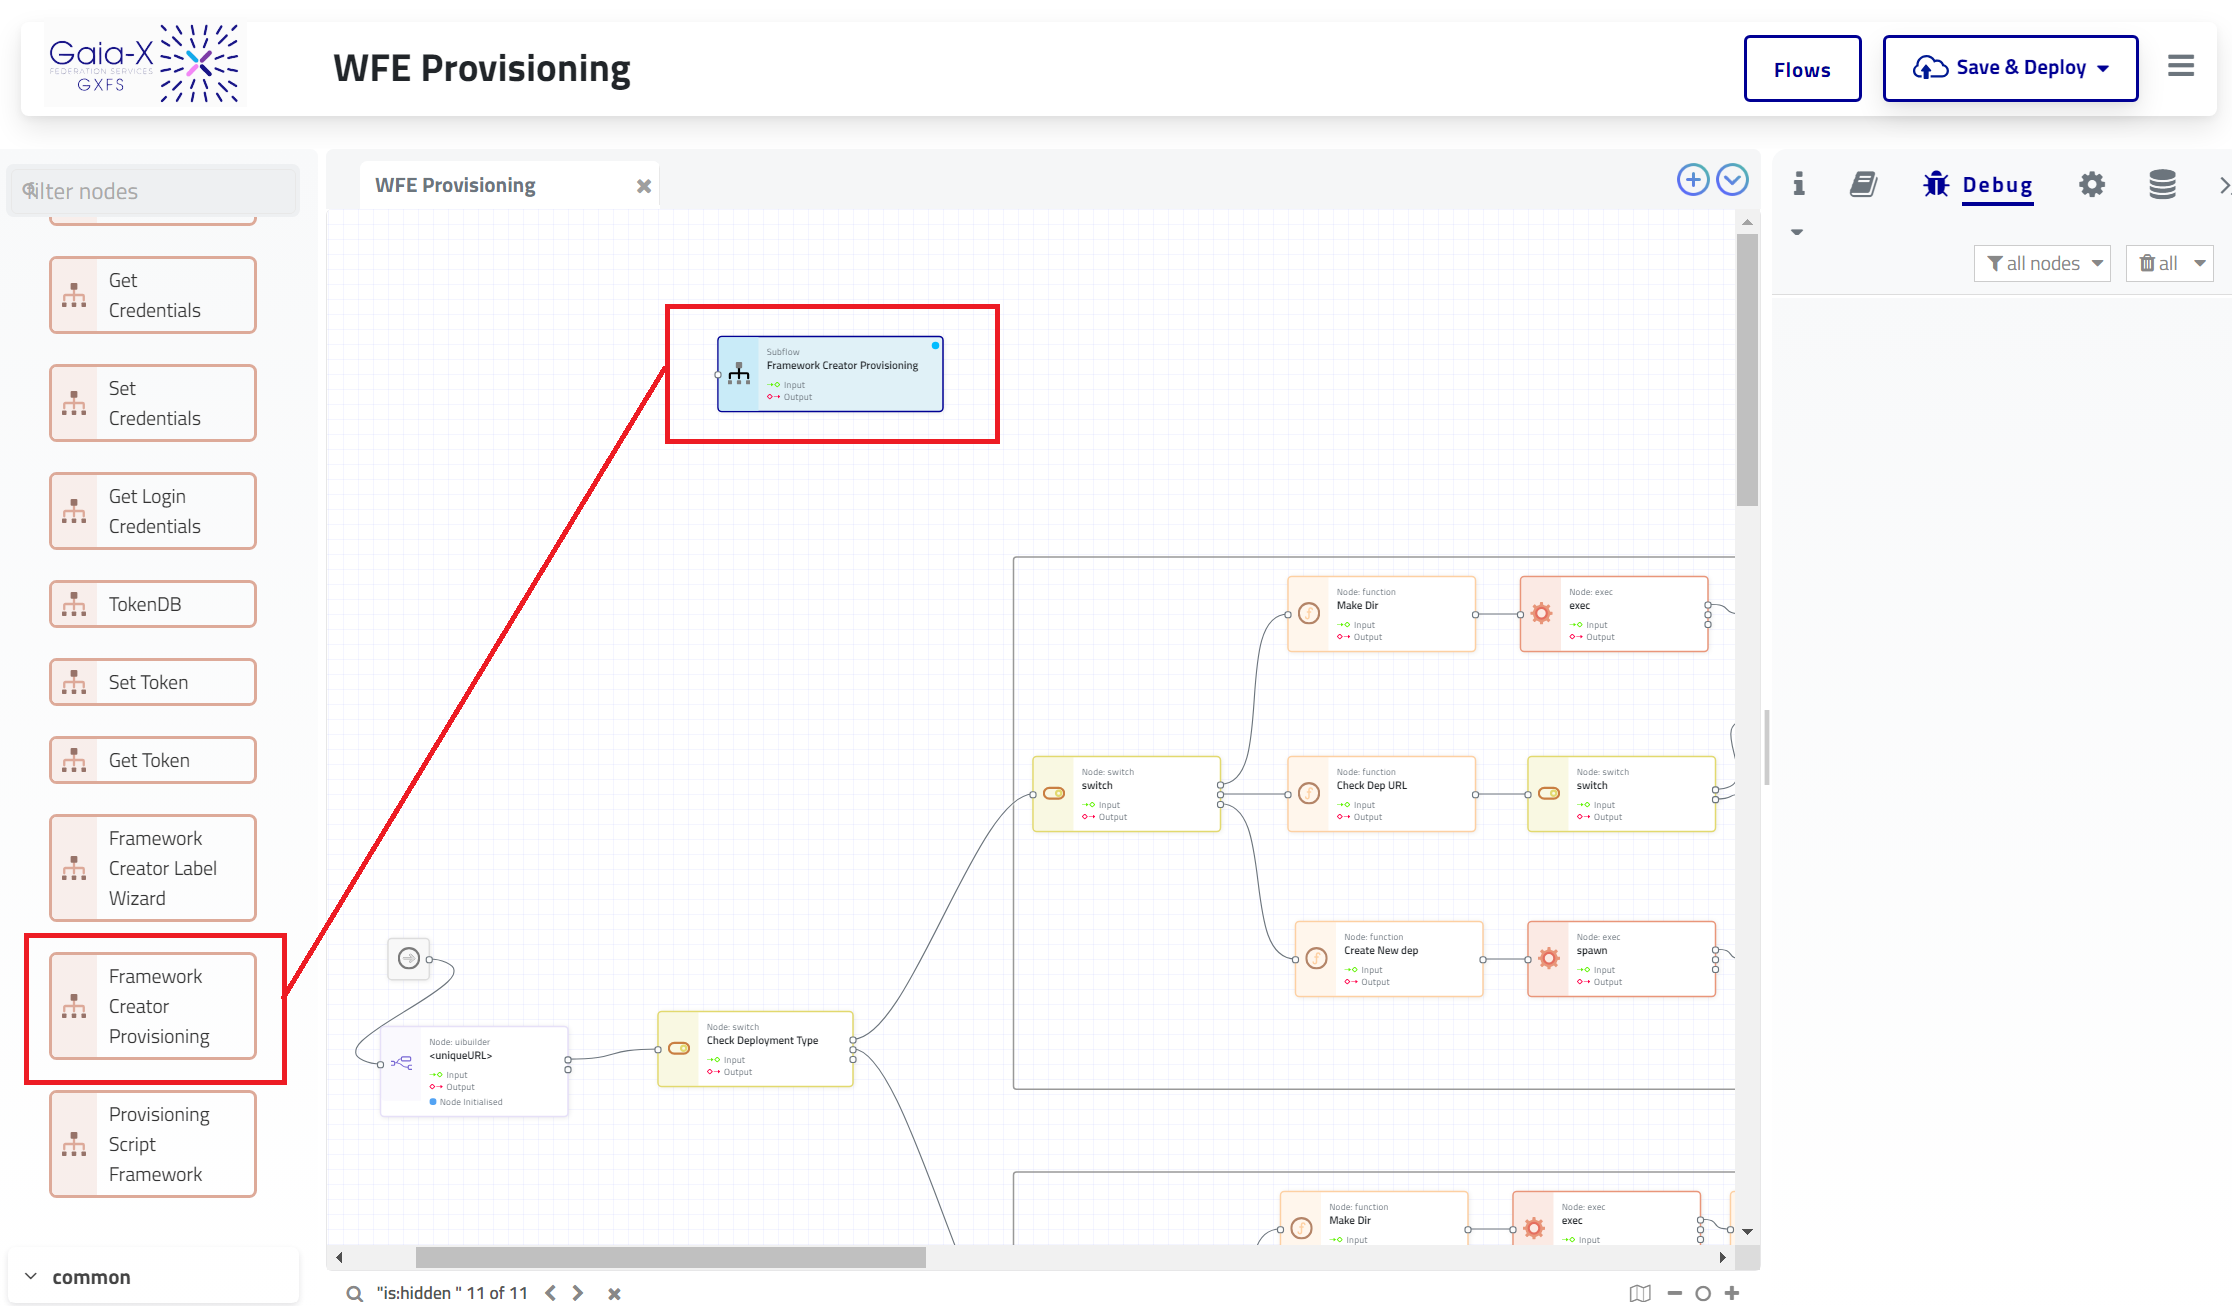 Gaia-X
FEDERATION SERVICES
GXFS
WFE Provisioning
Flows
Save & Deploy
filter nodes
Get
Credentials
Set
Credentials
Get Login
Credentials
TokenDB
Set Token
Get Token
Framework
Creator Label
Wizard
Framework
Creator
Provisioning
Provisioning
Script
Framework
common
WFE Provisioning
Subflow
Framework Creator Provisioning
Input
Output
Node: function
Make Dir
Input
Output
Node: exec
exec
Input
Output
Node: switch
switch
Input
Output
Node: function
Check Dep URL
Input
Output
Node: switch
switch
Input
Output
Node: function
Create New dep
Input
Output
Node: exec
spawn
Input
Output
Node: uibuilder
<uniqueURL>
Input
Output
Node Initialised
Node: switch
Check Deployment Type
Input
Output
Node: function
Make Dir
Input
Node: exec
exec
Input
"is:hidden " 11 of 11
Debug
all nodes
all